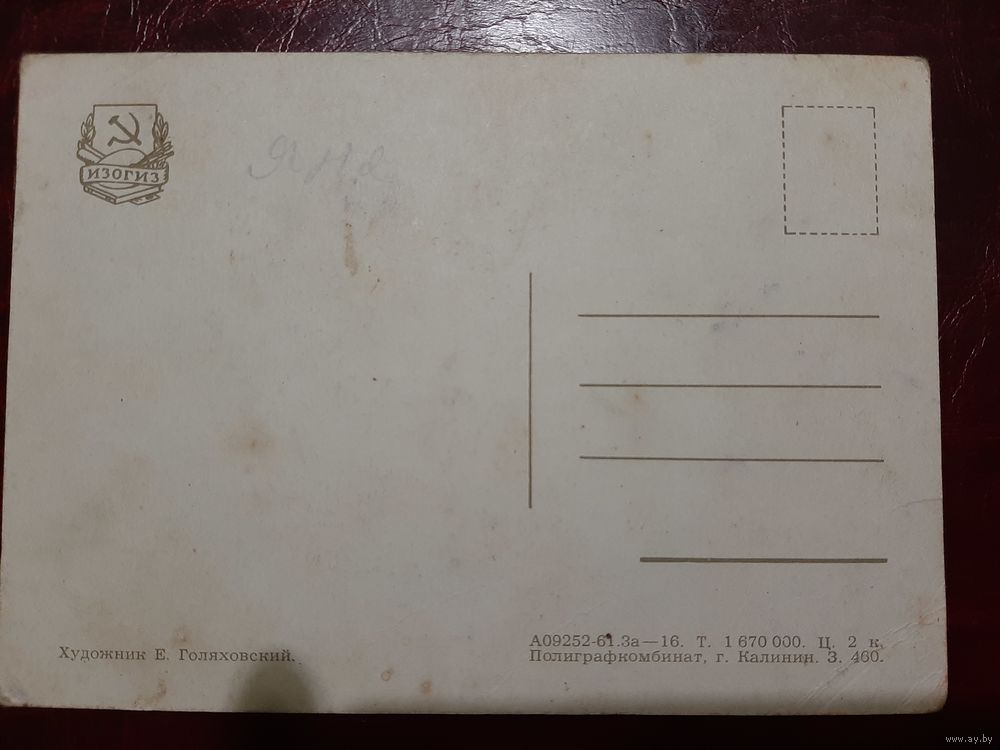 ИЗОГИЗ
Художник Е. Голяховский.
А09252-61.3а—16. Т. 1 670 000. Ц. 2 к.
Полиграфкомбинат, г. Калинин. З. 460.
www.ay.by